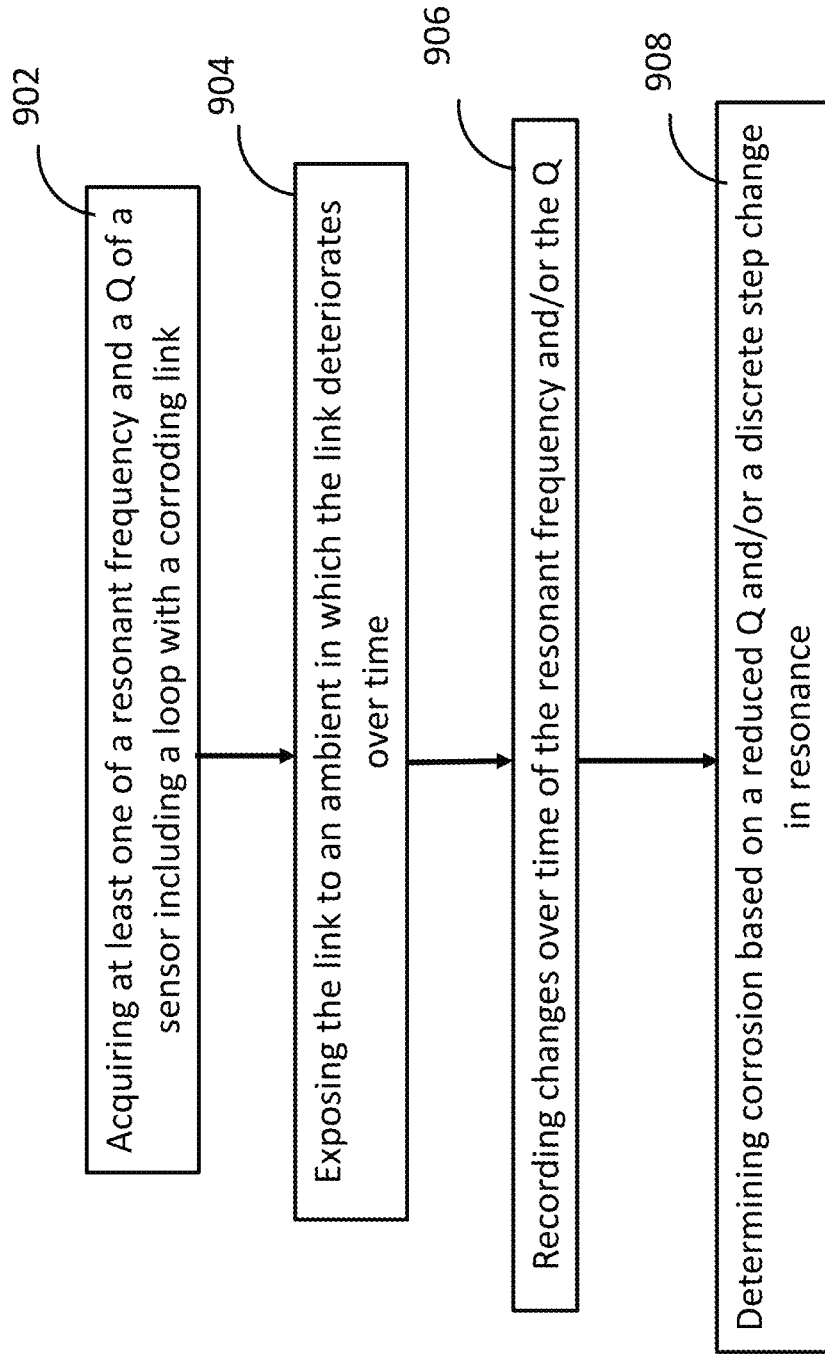 902
Acquiring at least one of a resonant frequency and a Q of a
sensor including a loop with a corroding link
904
Exposing the link to an ambient in which the link deteriorates
over time
906
Recording changes over time of the resonant frequency and/or the Q
908
Determining corrosion based on a reduced Q and/or a discrete step change
in resonance